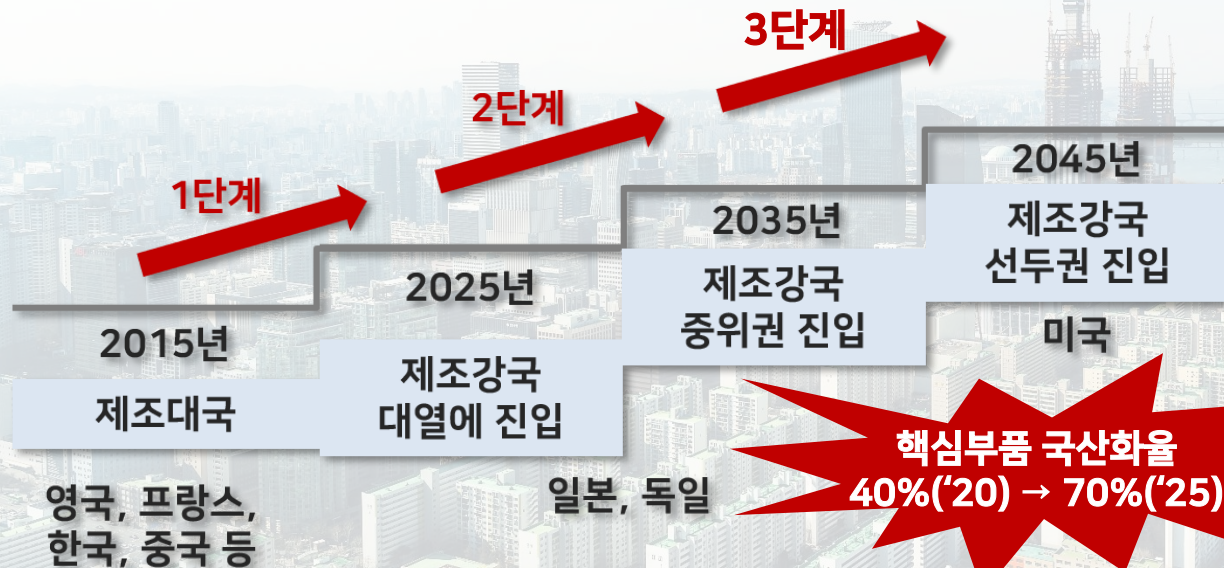 1단계
2단계
3단계
2015년
제조대국
영국, 프랑스,
한국, 중국 등
2025년
제조강국
대열에 진입
일본, 독일
2035년
제조강국
중위권 진입
2045년
제조강국
선두권 진입
미국
핵심부품 국산화율
40%(‘20) → 70%(‘25)